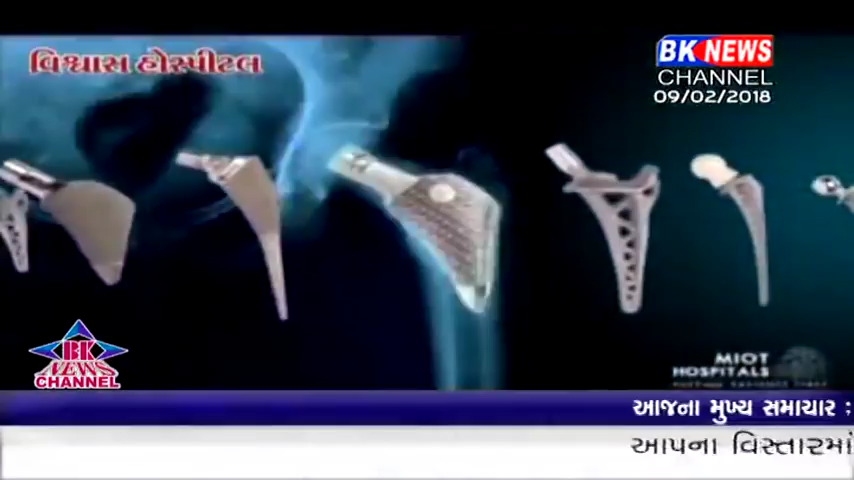 વિશ્વાસ હોસ્પીટલ
BK NEWS
CHANNEL
09/02/2018
BK
NEWS
CHANNEL
MIOT
HOSPITALS
આજના મુખ્ય સમાચાર :
આપના વિસ્તારમાં